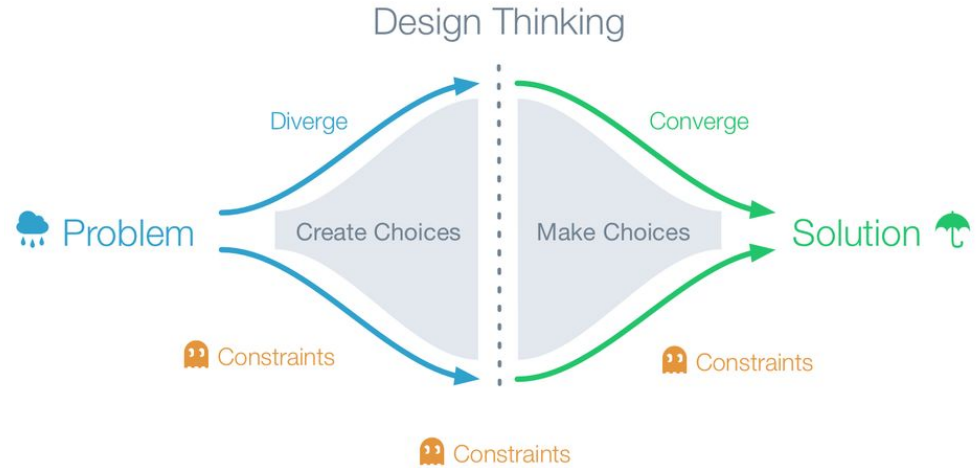 Design Thinking
Diverge
Converge
Problem
Create Choices
Make Choices
Solution
Constraints
Constraints
Constraints